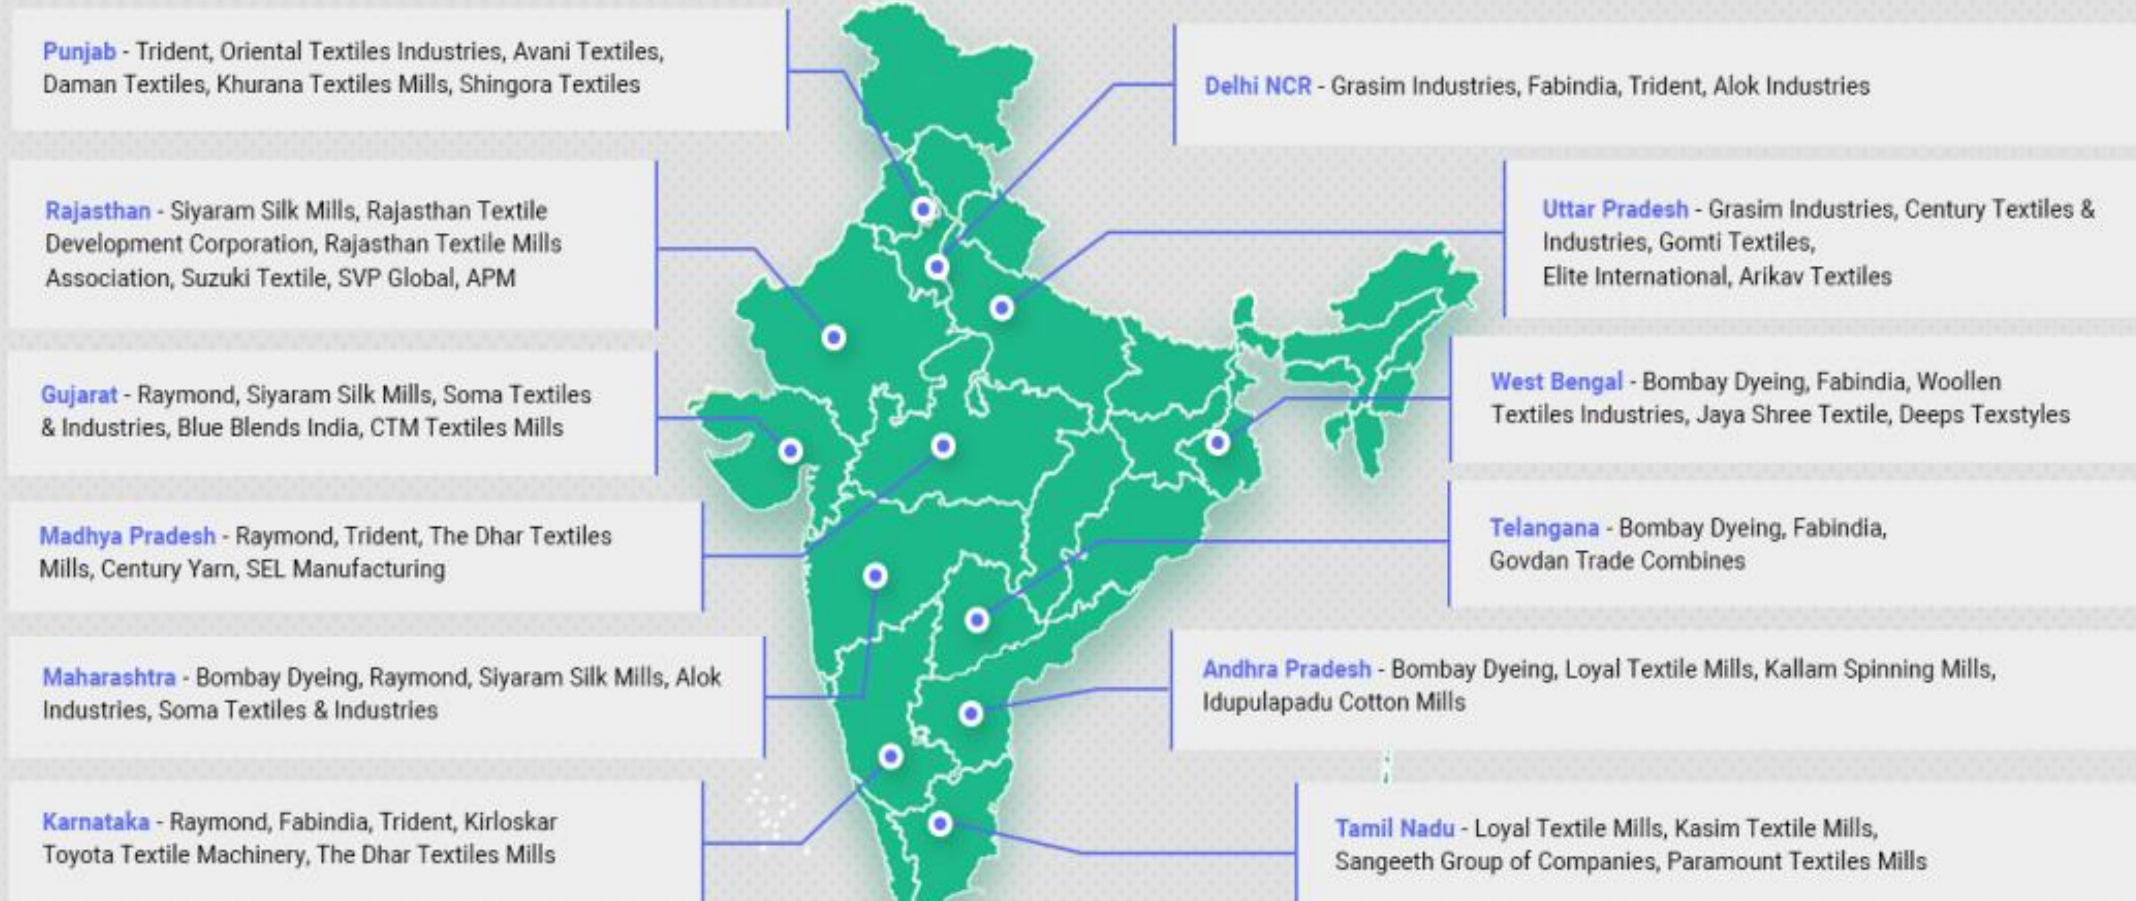 Punjab - Trident, Oriental Textiles Industries, Avani Textiles,
Daman Textiles, Khurana Textiles Mills, Shingora Textiles
Rajasthan - Siyaram Silk Mills, Rajasthan Textile
Development Corporation, Rajasthan Textile Mills
Association, Suzuki Textile, SVP Global, APM
Gujarat - Raymond, Siyaram Silk Mills, Soma Textiles
& Industries, Blue Blends India, CTM Textiles Mills
Madhya Pradesh - Raymond, Trident, The Dhar Textiles
Mills, Century Yarn, SEL Manufacturing
Maharashtra - Bombay Dyeing, Raymond, Siyaram Silk Mills, Alok
Industries, Soma Textiles & Industries
Karnataka - Raymond, Fabindia, Trident, Kirloskar
Toyota Textile Machinery, The Dhar Textiles Mills
Delhi NCR - Grasim Industries, Fabindia, Trident, Alok Industries
Uttar Pradesh - Grasim Industries, Century Textiles &
Industries, Gomti Textiles,
Elite International, Arikav Textiles
West Bengal - Bombay Dyeing, Fabindia, Woollen
Textiles Industries, Jaya Shree Textile, Deeps Texstyles
Telangana - Bombay Dyeing, Fabindia,
Govdan Trade Combines
Andhra Pradesh - Bombay Dyeing, Loyal Textile Mills, Kallam Spinning Mills,
Idupulapadu Cotton Mills
Tamil Nadu - Loyal Textile Mills, Kasim Textile Mills,
Sangeeth Group of Companies, Paramount Textiles Mills